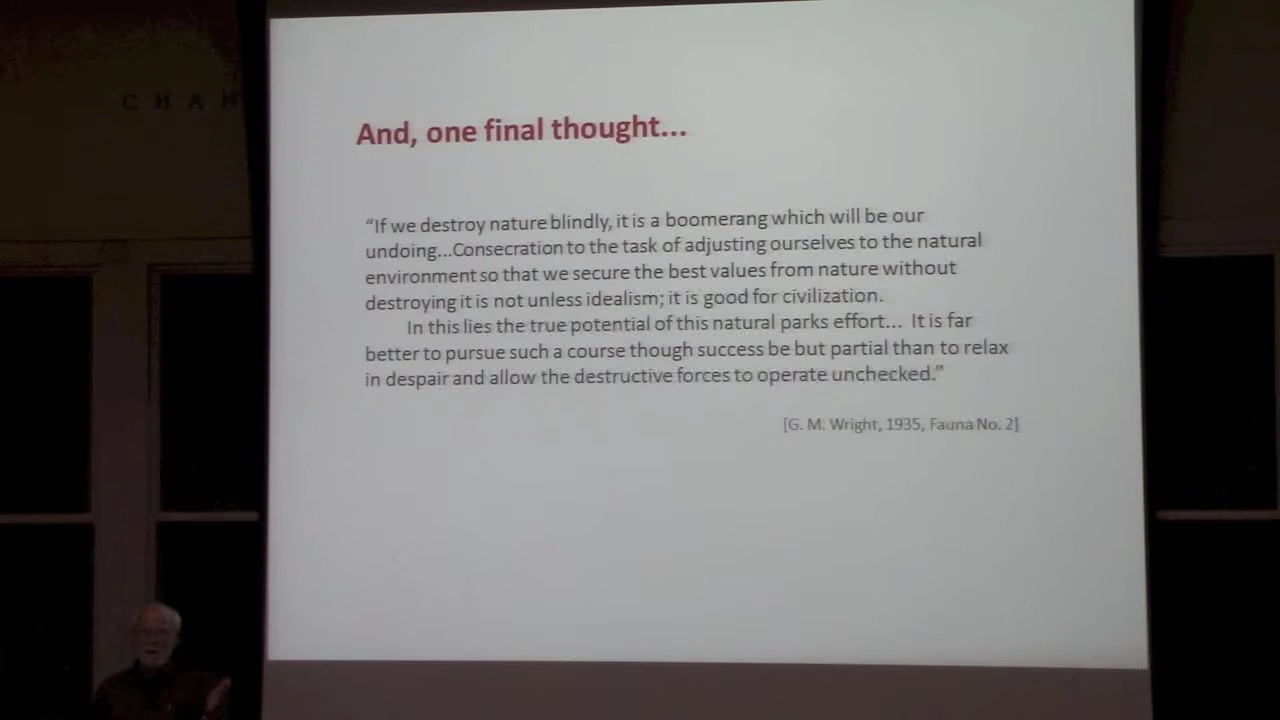 CHAN
And, one final thought...
“If we destroy nature blindly, it is a boomerang which will be our
undoing...Consecration to the task of adjusting ourselves to the natural
environment so that we secure the best values from nature without
destroying it is not unless idealism; it is good for civilization.
In this lies the true potential of this natural parks effort... It is far
better to pursue such a course though success be but partial than to relax
in despair and allow the destructive forces to operate unchecked.”
[G. M. Wright, 1935, Fauna No. 2]